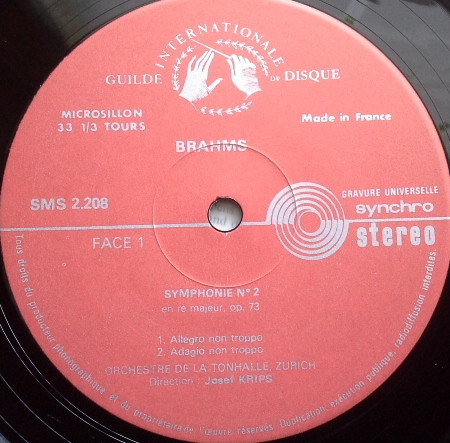 GUILDE INTERNATIONALE DU DISQUE
MICROSILLON
33 1/3 TOURS
Made in France
BRAHMS
SMS 2.208
GRAVURE UNIVERSELLE
synchro
stereo
FACE 1
SYMPHONIE N° 2
en ré majeur, op. 73
1. Allegro non troppo
2. Adagio non troppo
ORCHESTRE DE LA TONHALLE, ZURICH
Direction : Josef KRIPS
Tous droits du producteur phonographique et du propriétaire de l'œuvre, réservés. Duplication, exécution publique, radiodiffusion interdites.